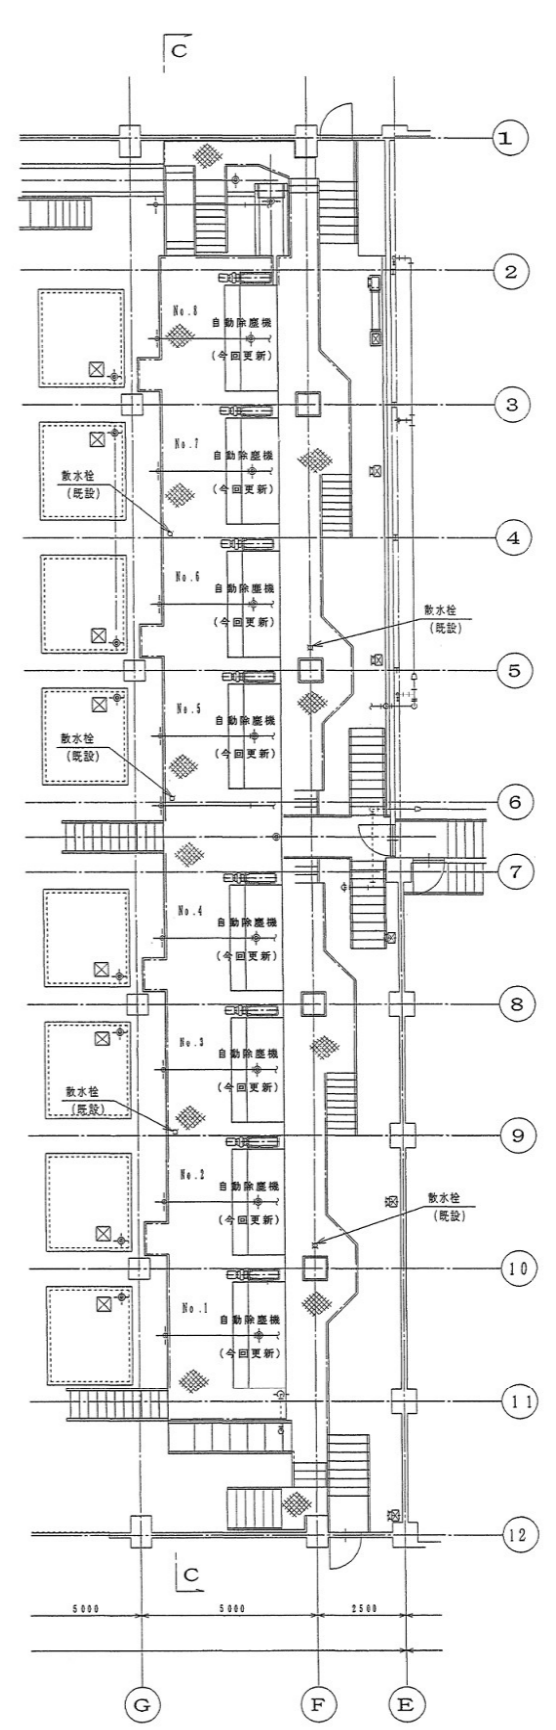 C
1
2
No.8
自動除塵機
(今回更新)
3
No.7
自動除塵機
(今回更新)
散水栓
(既設)
4
No.6
自動除塵機
(今回更新)
散水栓
(既設)
5
No.5
自動除塵機
(今回更新)
散水栓
(既設)
6
7
No.4
自動除塵機
(今回更新)
8
No.3
自動除塵機
(今回更新)
散水栓
(既設)
9
No.2
自動除塵機
(今回更新)
散水栓
(既設)
10
No.1
自動除塵機
(今回更新)
11
12
C
5000
5000
2500
G
F
E